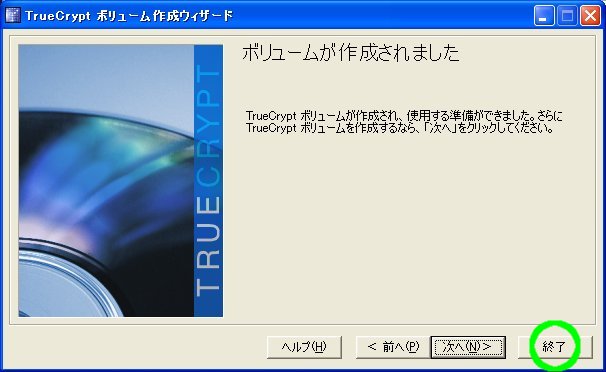 TrueCrypt ボリューム作成ウィザード
ボリュームが作成されました
TrueCrypt ボリュームが作成され、使用する準備ができました。さらに
TrueCrypt ボリュームを作成するなら、「次へ」をクリックしてください。
TRUECRYPT
ヘルプ(H)
< 前へ(P)
次へ(N)>
終了